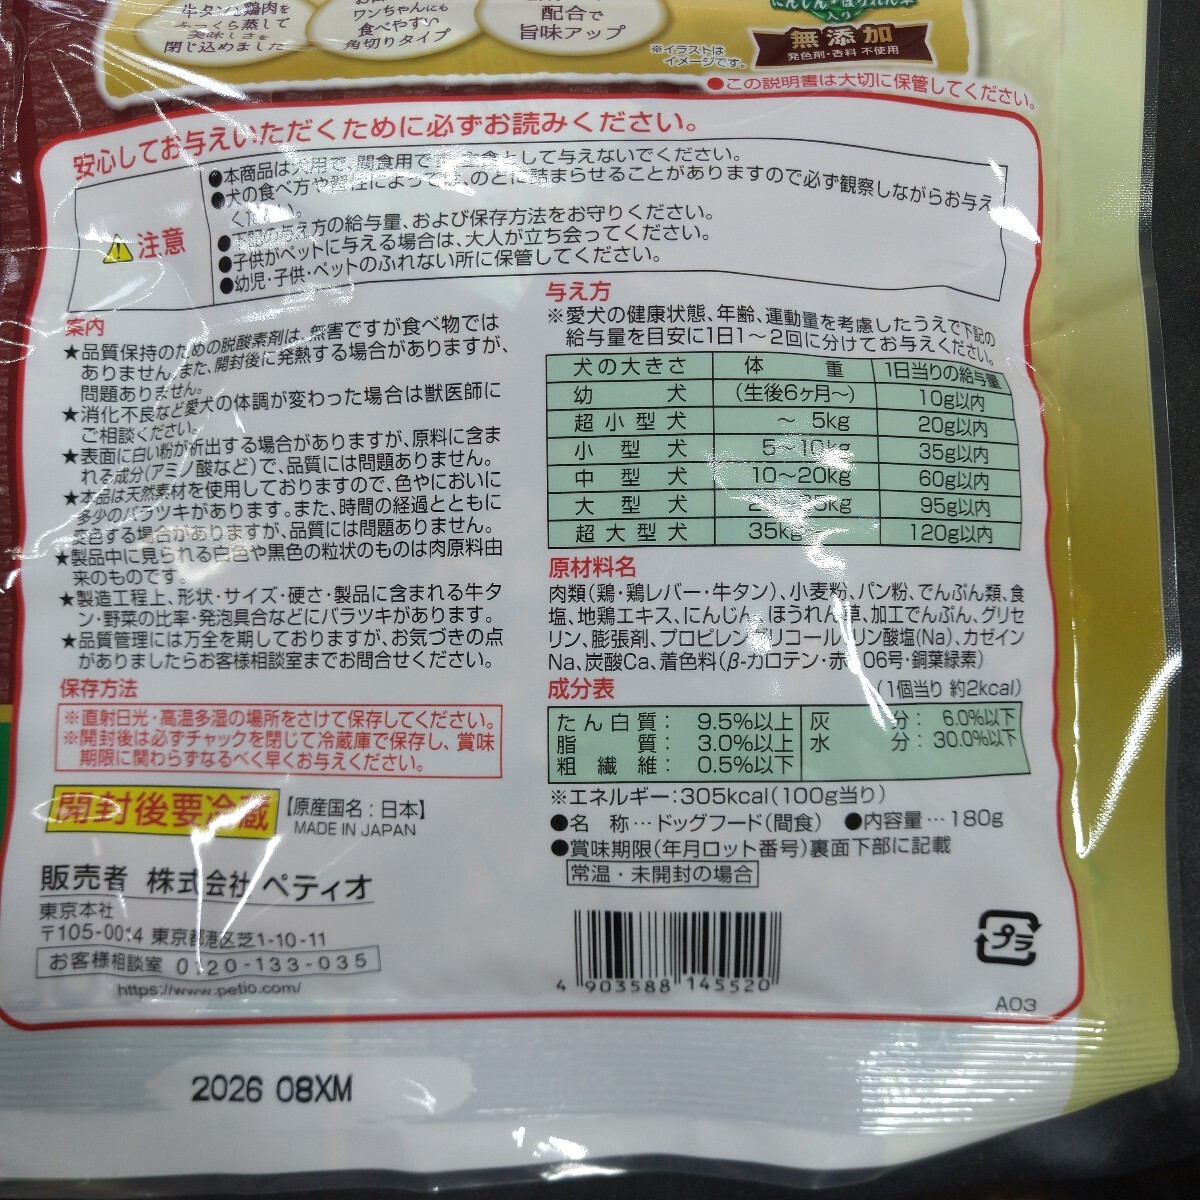 牛タンと鶏肉を
蒸して
閉じ込めました
ワンちゃんにも
食べやすい
角切りタイプ
配合で
旨味アップ
にんじん・ほうれん草
入り
無添加
発色剤・香料 不使用
※イラストは
イメージです。
●この説明書は大切に保管してください。
安心してお与えいただくために必ずお読みください。
⚠注意
●本商品は犬用で、間食用です。主食として与えないでください。
●犬の食べ方や習性によっては、のどに詰まらせることがありますので必ず観察しながらお与え
ください。
●下記の与え方の給与量、および保存方法をお守りください。
●子供がペットに与える場合は、大人が立ち会ってください。
●幼児・子供・ペットのふれない所に保管してください。
案内
★品質保持のための脱酸素剤は、無害ですが食べ物では
ありません。また、開封後に発熱する場合がありますが、
問題ありません。
★消化不良など愛犬の体調が変わった場合は獣医師に
ご相談ください。
★表面に白い粉が析出する場合がありますが、原料に含ま
れる成分(アミノ酸など)で、品質には問題ありません。
★本品は天然素材を使用しておりますので、色やにおいに
多少のバラツキがあります。また、時間の経過とともに
変色する場合がありますが、品質には問題ありません。
★製品中に見られる白色や黒色の粒状のものは肉原料由
来のものです。
★製造工程上、形状・サイズ・硬さ・製品に含まれる牛タ
ン・野菜の比率・発泡具合などにバラツキがあります。
★品質管理には万全を期しておりますが、お気づきの点
がありましたらお客様相談室までお問合せください。
保存方法
※直射日光・高温多湿の場所をさけて保存してください。
※開封後は必ずチャックを閉じて冷蔵庫で保存し、賞味
期限に関わらずなるべく早くお与えください。
開封後要冷蔵
【原産国名:日本】
MADE IN JAPAN
販売者 株式会社 ペティオ
東京本社
〒105-0014 東京都港区芝1-10-11
お客様相談室 0120-133-035
https://www.petio.com/
与え方
※愛犬の健康状態、年齢、運動量を考慮したうえで下記の
給与量を目安に1日1〜2回に分けてお与えください。
犬の大きさ 体重 1日当りの給与量
幼犬 (生後6ヶ月〜) 10g以内
超小型犬 〜5kg 20g以内
小型犬 5〜10kg 35g以内
中型犬 10〜20kg 60g以内
大型犬 95g以内
超大型犬 35kg 120g以内
原材料名
肉類(鶏・鶏レバー・牛タン)、小麦粉、パン粉、でんぷん類、食
塩、地鶏エキス、にんじん、ほうれん草、加工でんぷん、グリセ
リン、膨張剤、プロピレングリコール、リン酸塩(Na)、カゼイン
Na、炭酸Ca、着色料(β-カロテン・赤106号・銅葉緑素)
成分表 (1個当り 約2kcal)
たん白質: 9.5%以上 灰分: 6.0%以下
脂質: 3.0%以上 水分: 30.0%以下
粗繊維: 0.5%以下
※エネルギー:305kcal(100g当り)
●名 称…ドッグフード(間食) ●内容量…180g
●賞味期限(年月ロット番号)裏面下部に記載
常温・未開封の場合
4 903588 145520
プラ
A03
2026 08XM